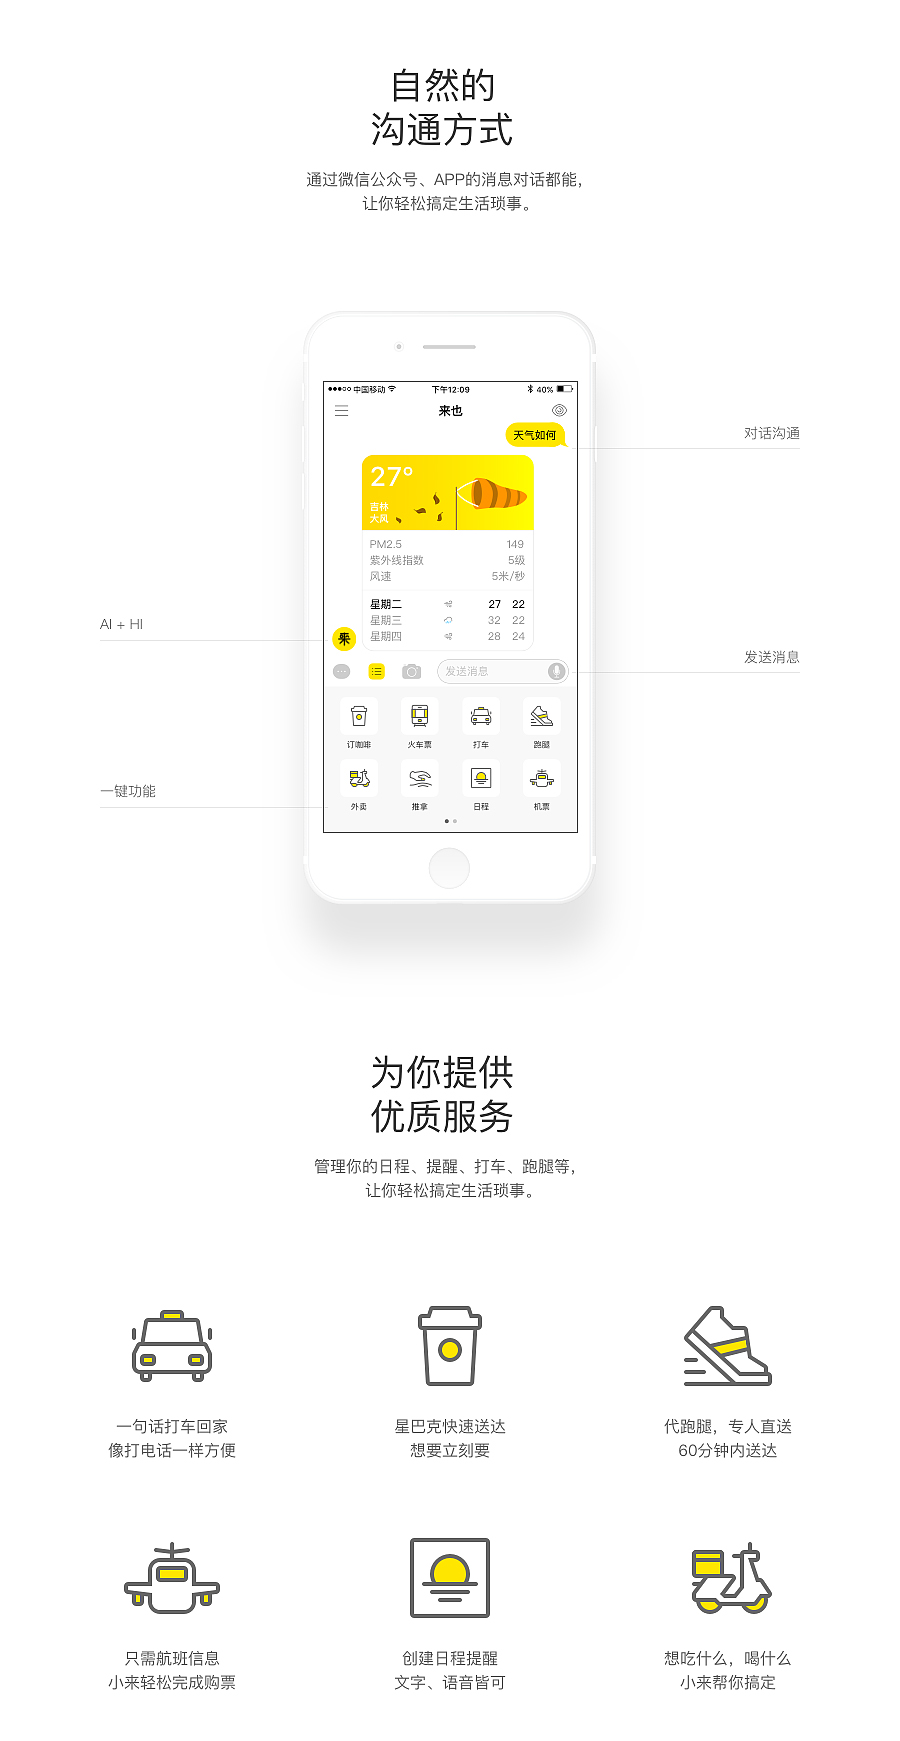 自然的
沟通方式
通过微信公众号、APP的消息对话都能，
让你轻松搞定生活琐事。
中国移动 下午12:09 40%
来也
天气如何
对话沟通
27°
吉林
大风
PM2.5 149
紫外线指数 5级
风速 5米/秒
星期二 27 22
星期三 32 22
星期四 28 24
AI + HI
来
发送消息
发送消息
订咖啡 火车票 打车 跑腿
一键功能
外卖 推拿 日程 机票
为你提供
优质服务
管理你的日程、提醒、打车、跑腿等，
让你轻松搞定生活琐事。
一句话打车回家
像打电话一样方便
星巴克快速送达
想要立刻要
代跑腿，专人直送
60分钟内送达
只需航班信息
小来轻松完成购票
创建日程提醒
文字、语音皆可
想吃什么，喝什么
小来帮你搞定